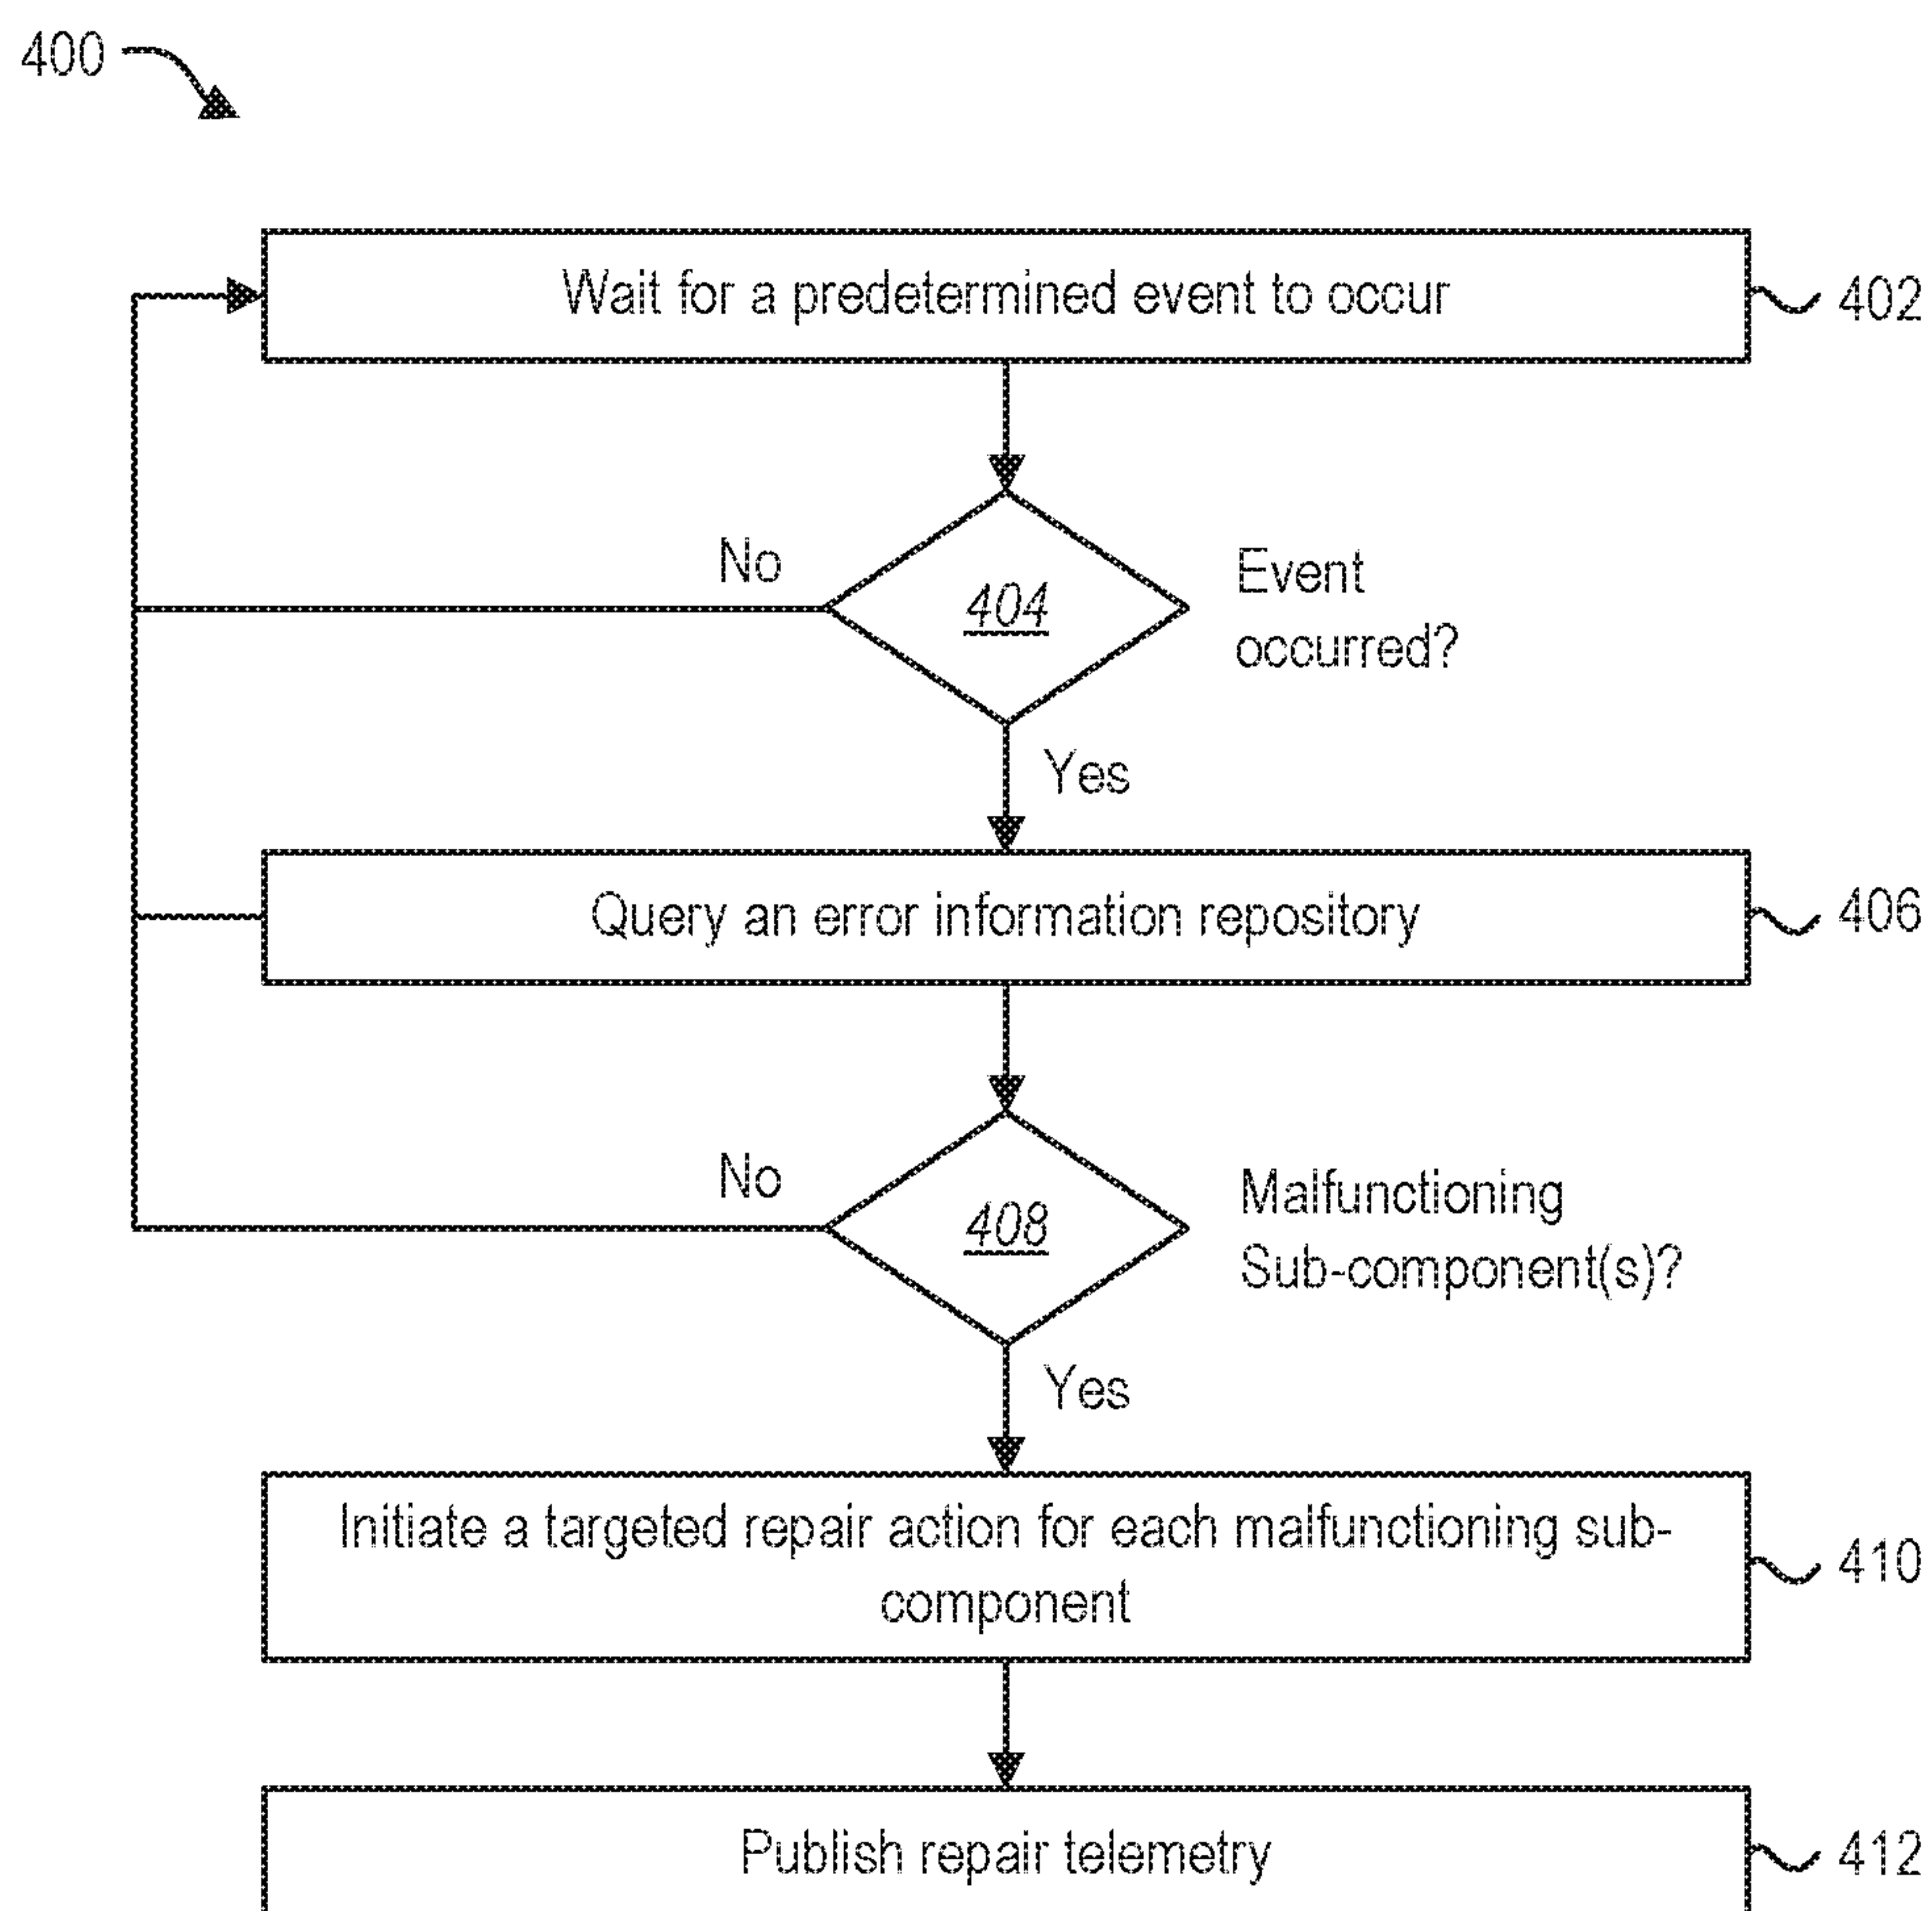 400
Wait for a predetermined event to occur
402
No
404
Event
occurred?
Yes
Query an error information repository
406
No
408
Malfunctioning
Sub-component(s)?
Yes
Initiate a targeted repair action for each malfunctioning sub-
component
410
Publish repair telemetry
412